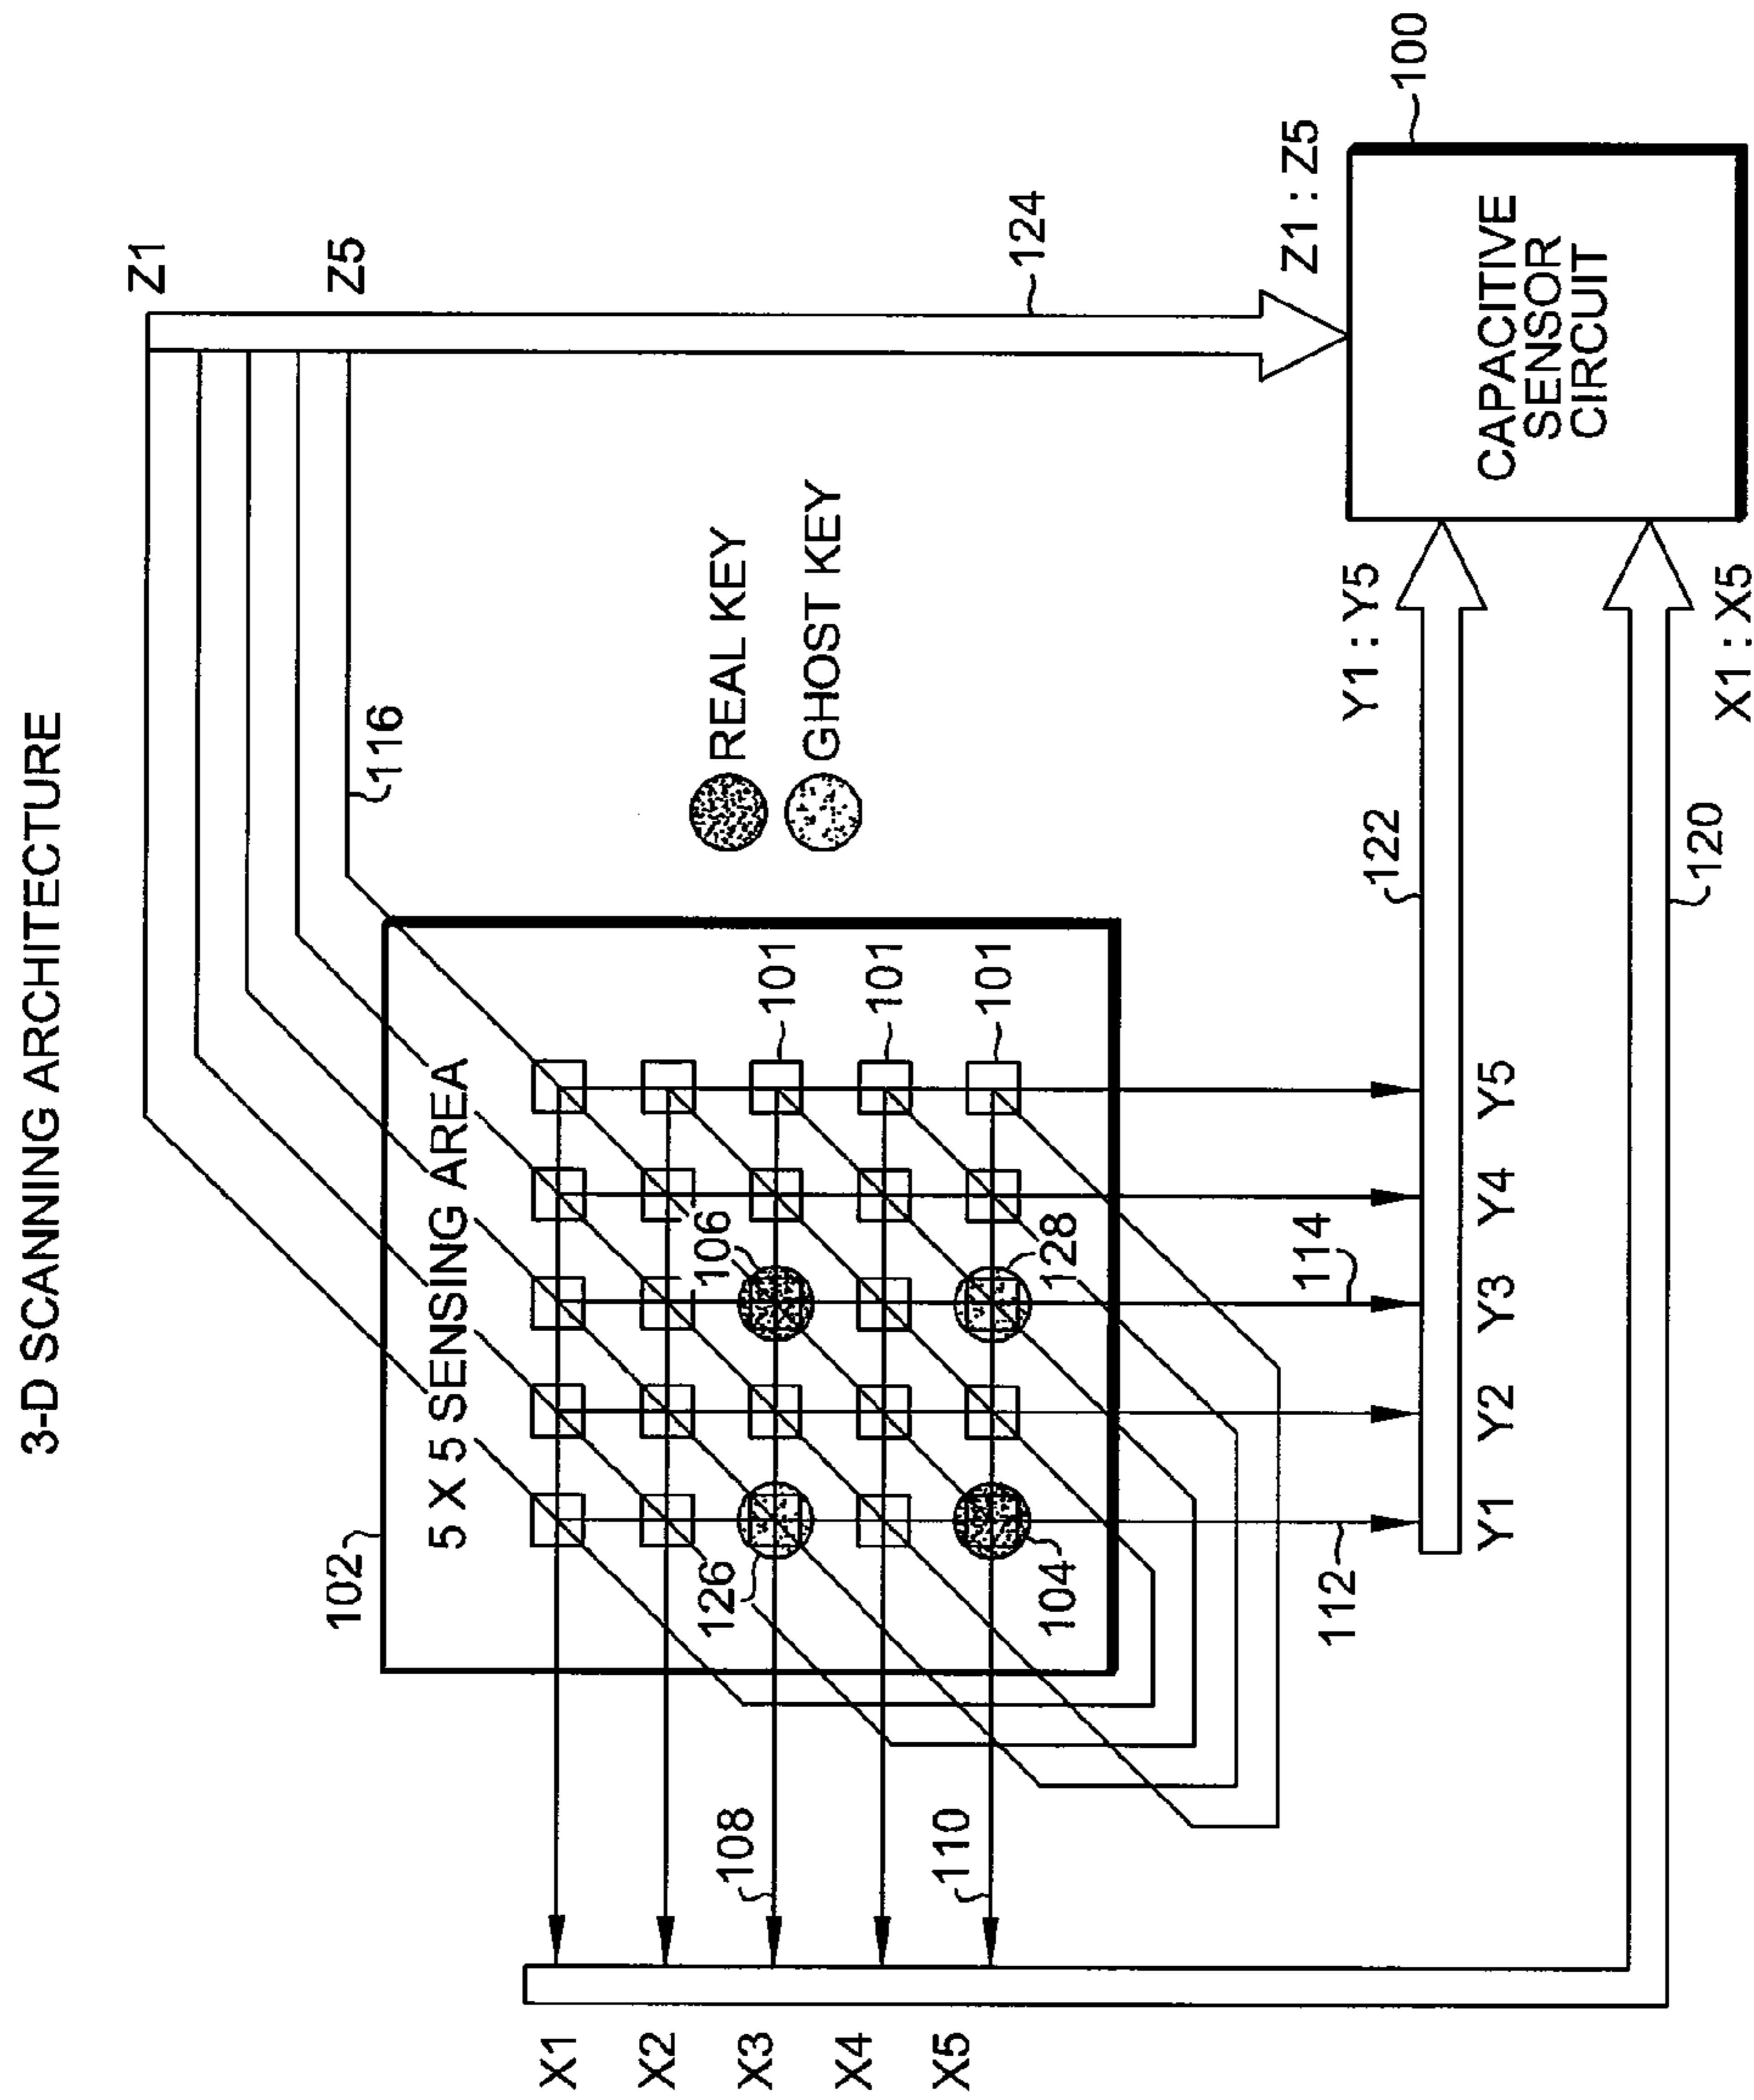 3-D SCANNING ARCHITECTURE
Z1
Z5
116
124
Z1 : Z5
100
CAPACITIVE
SENSOR
CIRCUIT
REAL KEY
GHOST KEY
102
5 X 5 SENSING AREA
101
101
101
106
128
126
104
X1
X2
X3
X4
X5
108
110
112
114
Y1
Y2
Y3
Y4
Y5
122
Y1 : Y5
120
X1 : X5